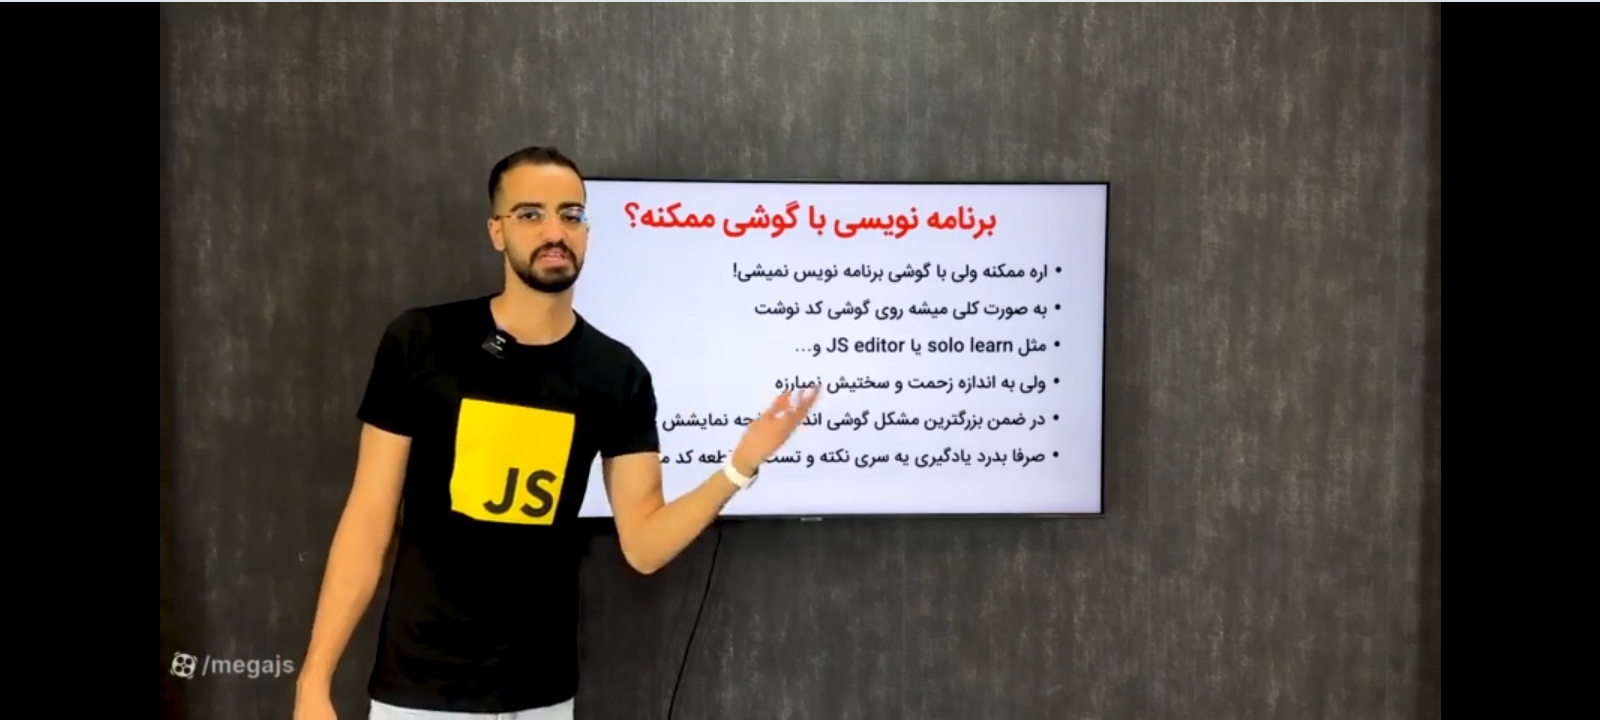 برنامه نویسی با گوشی ممکنه؟
• اره ممکنه ولی با گوشی برنامه نویس نمیشی!
• به صورت کلی میشه روی گوشی کد نوشت
• مثل solo learn یا JS editor و...
• ولی به اندازه زحمت و سختیش نمیارزه
• در ضمن بزرگترین مشکل گوشی نمایشش
• صرفا بدرد یادگیری یه سری نکته و تست کد
JS
/megajs